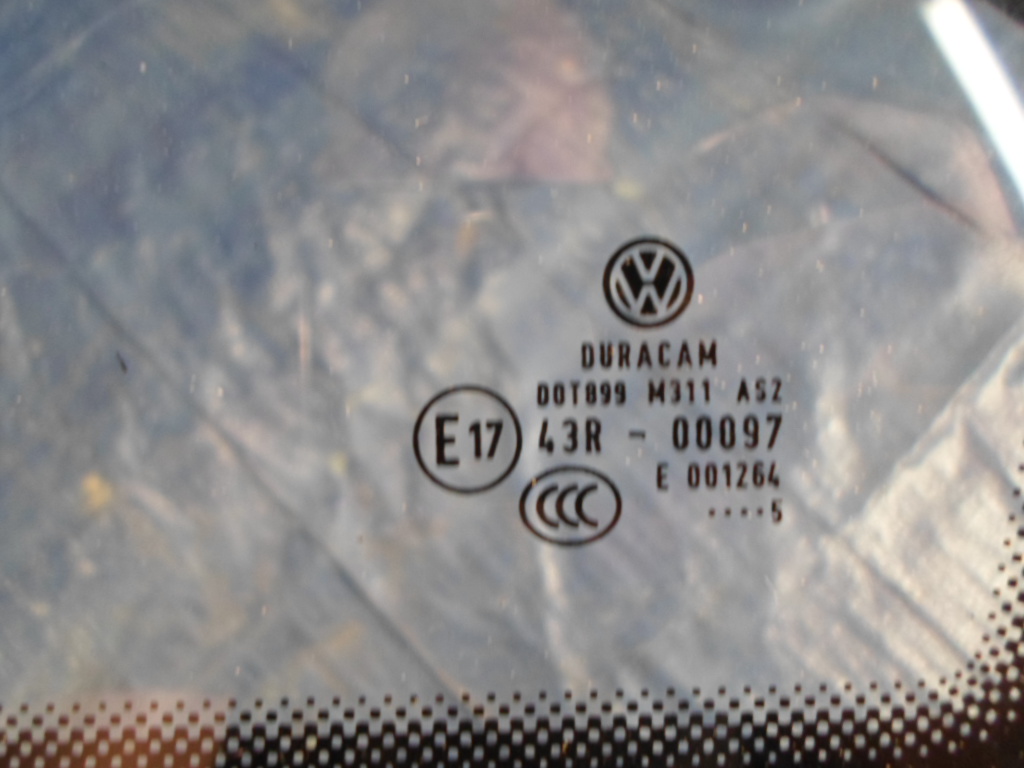 DURACAM
DOT899 M311 AS2
E17 43R - 00097
E 001264
CCC ····5